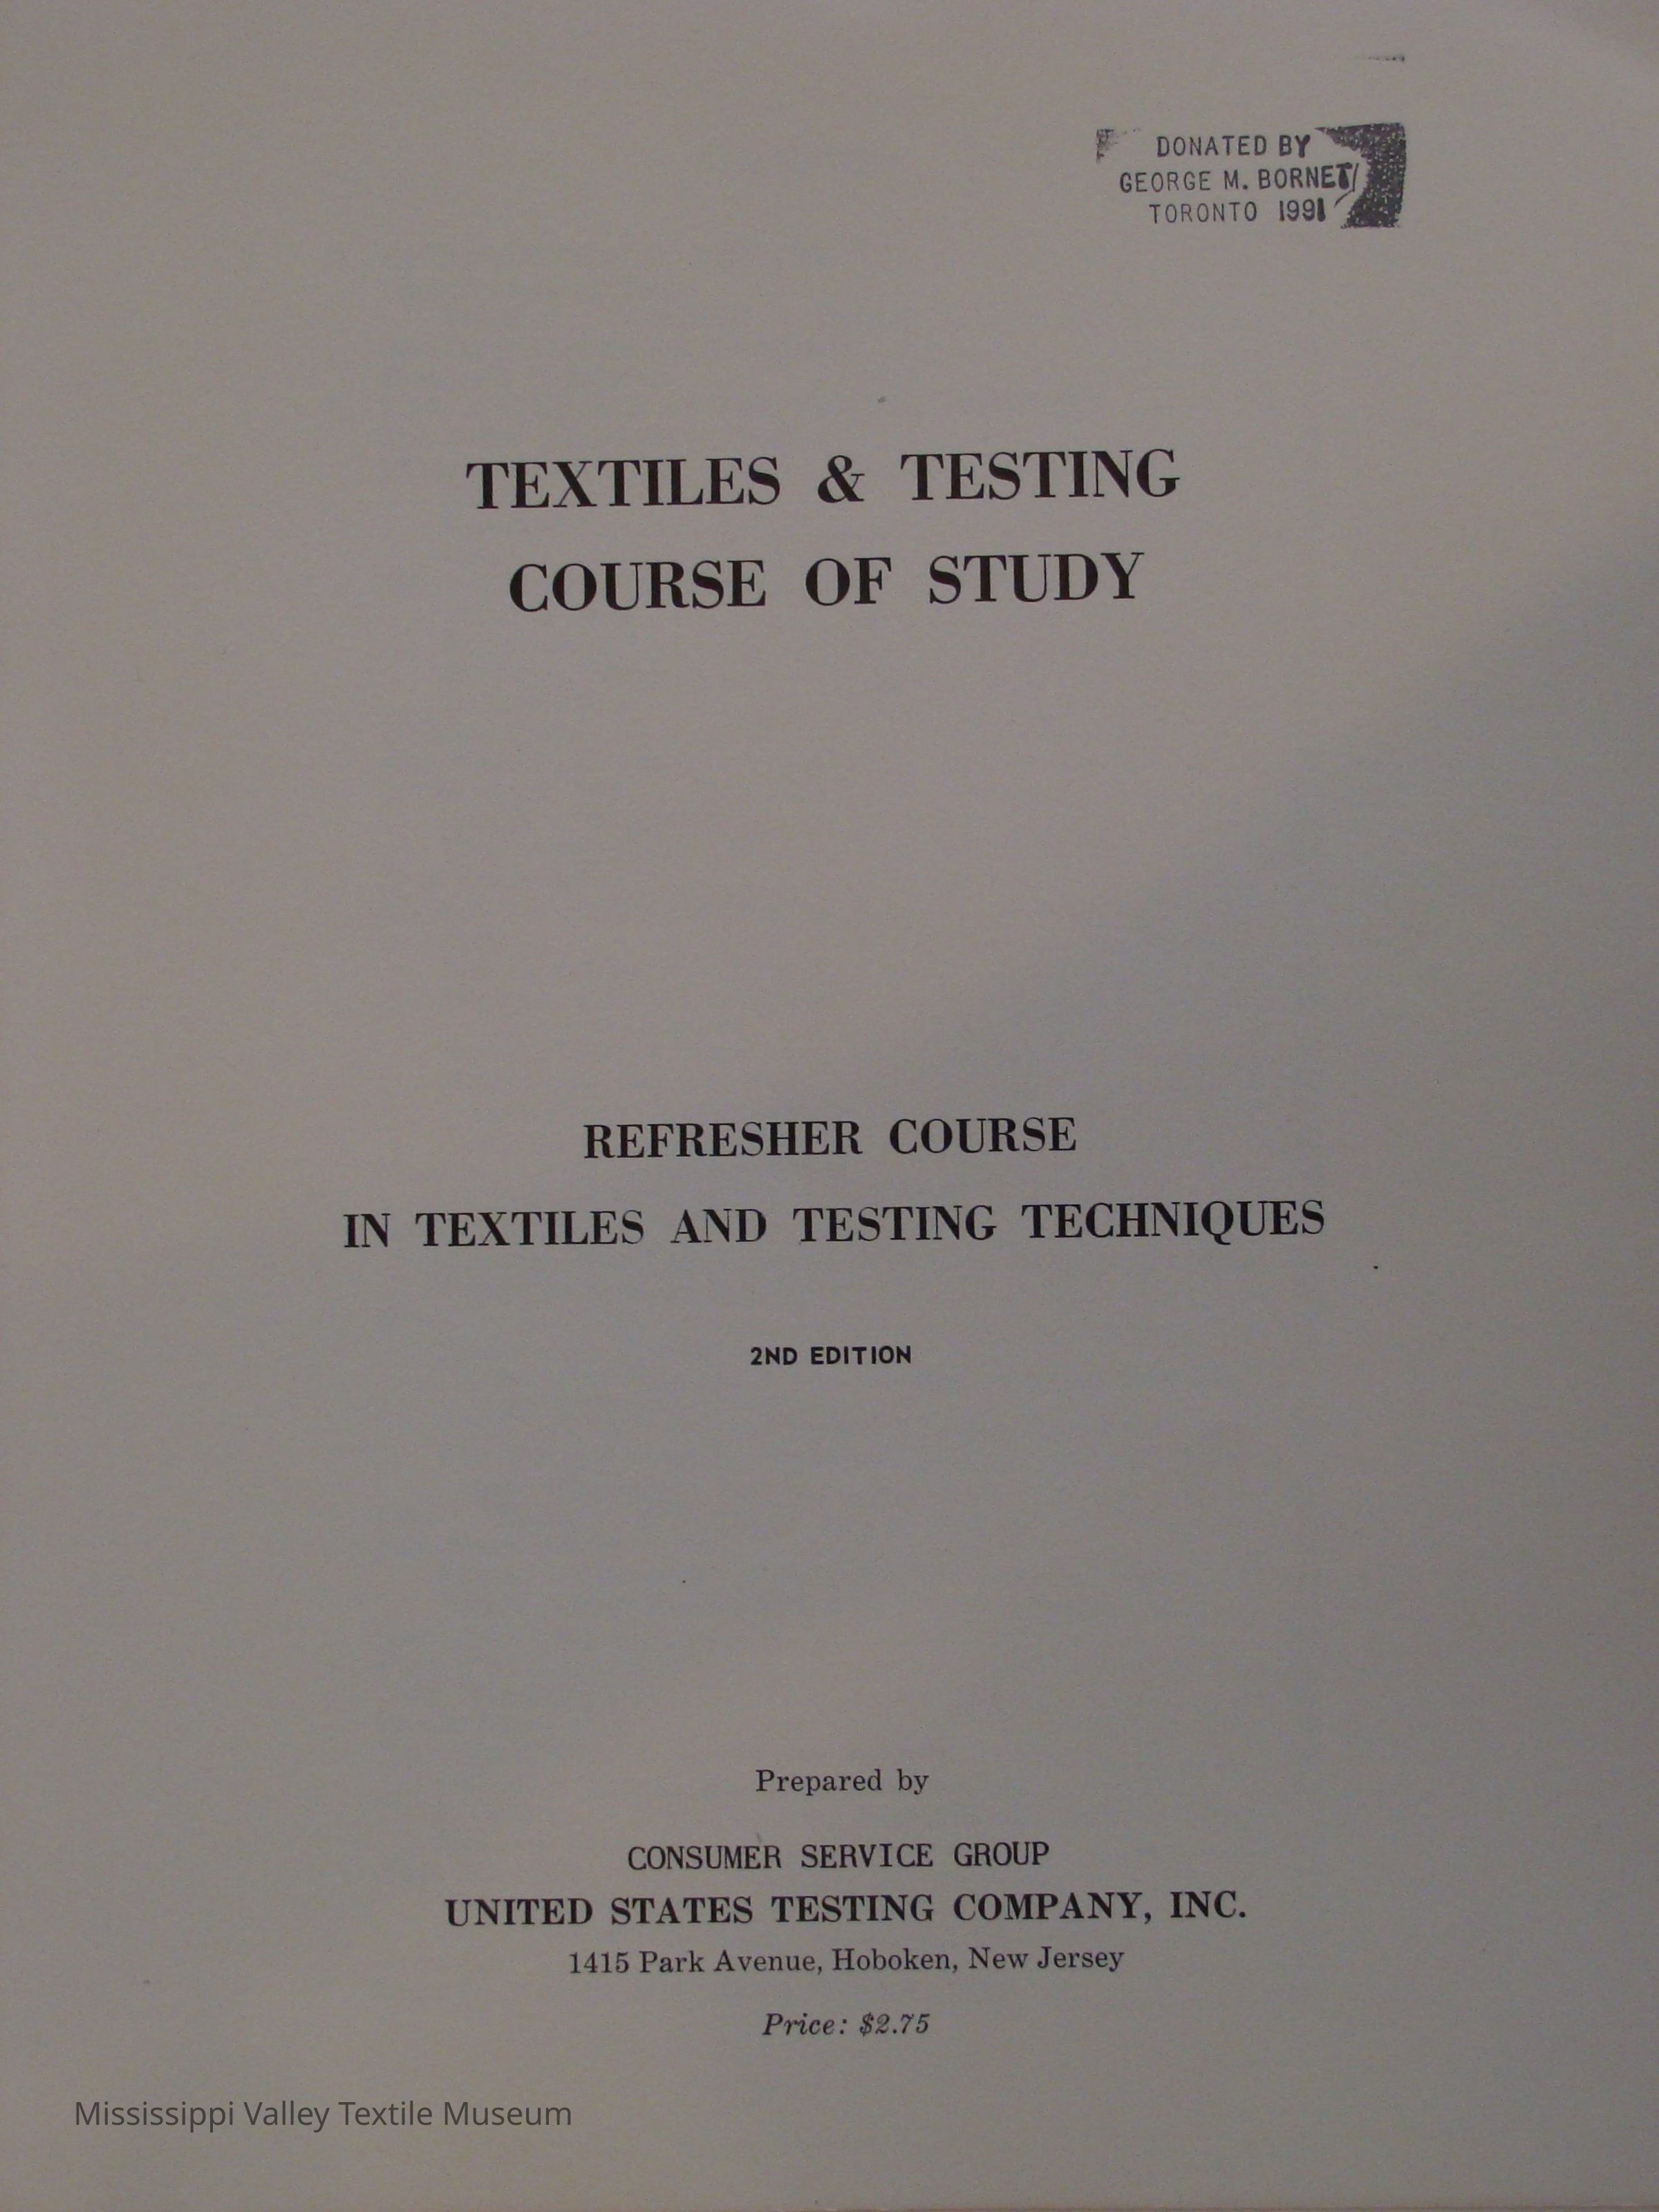 DONATED BY
GEORGE M. BORNET
TORONTO 1991
TEXTILES & TESTING
COURSE OF STUDY
REFRESHER COURSE
IN TEXTILES AND TESTING TECHNIQUES
2ND EDITION
Prepared by
CONSUMER SERVICE GROUP
UNITED STATES TESTING COMPANY, INC.
1415 Park Avenue, Hoboken, New Jersey
Price: $2.75
Mississippi Valley Textile Museum